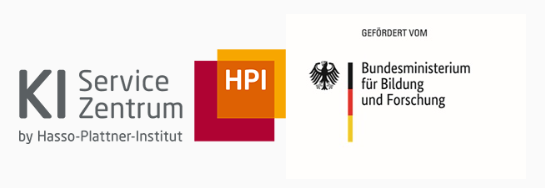 KI Service
Zentrum
by Hasso-Plattner-Institut
HPI
GEFÖRDERT VOM
Bundesministerium
für Bildung
und Forschung